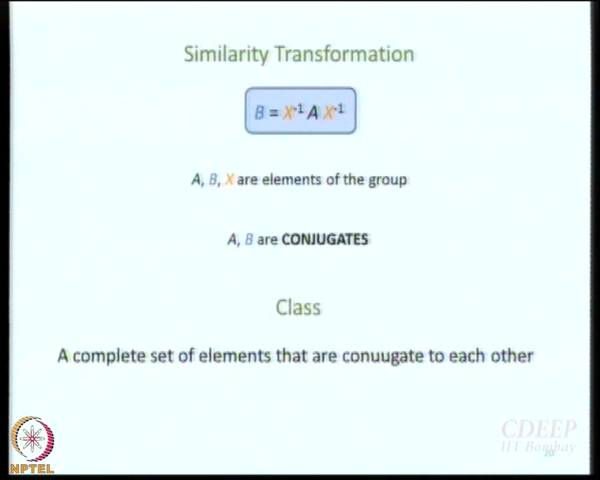 Similarity Transformation
B = X⁻¹ A X⁻¹
A, B, X are elements of the group
A, B are CONJUGATES
Class
A complete set of elements that are conuugate to each other
NPTEL
CDEEP
IIT Bombay
20